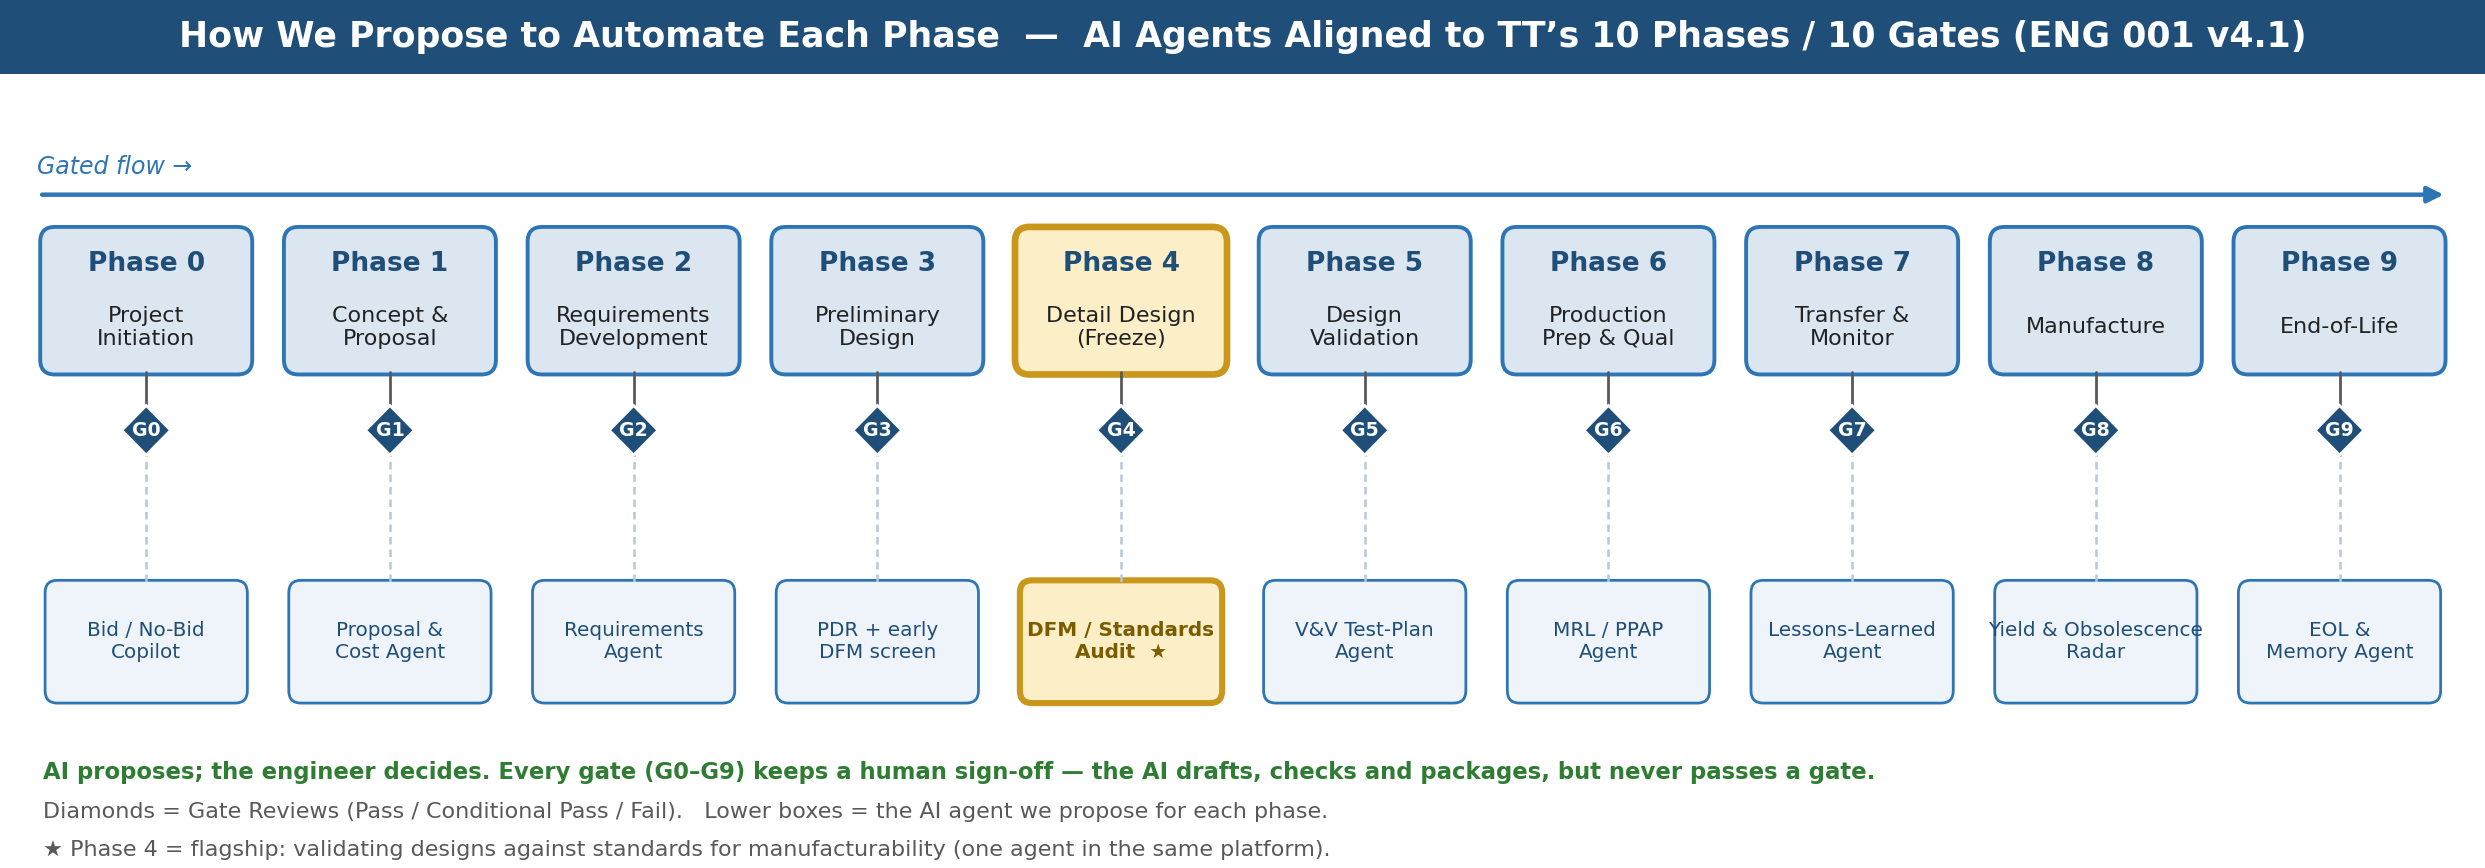 How We Propose to Automate Each Phase — AI Agents Aligned to TT’s 10 Phases / 10 Gates (ENG 001 v4.1)
Gated flow →
Phase 0
Project
Initiation
Phase 1
Concept &
Proposal
Phase 2
Requirements
Development
Phase 3
Preliminary
Design
Phase 4
Detail Design
(Freeze)
Phase 5
Design
Validation
Phase 6
Production
Prep & Qual
Phase 7
Transfer &
Monitor
Phase 8
Manufacture
Phase 9
End-of-Life
G0
G1
G2
G3
G4
G5
G6
G7
G8
G9
Bid / No-Bid
Copilot
Proposal &
Cost Agent
Requirements
Agent
PDR + early
DFM screen
DFM / Standards
Audit ★
V&V Test-Plan
Agent
MRL / PPAP
Agent
Lessons-Learned
Agent
Yield & Obsolescence
Radar
EOL &
Memory Agent
AI proposes; the engineer decides. Every gate (G0–G9) keeps a human sign-off — the AI drafts, checks and packages, but never passes a gate.
Diamonds = Gate Reviews (Pass / Conditional Pass / Fail). Lower boxes = the AI agent we propose for each phase.
★ Phase 4 = flagship: validating designs against standards for manufacturability (one agent in the same platform).